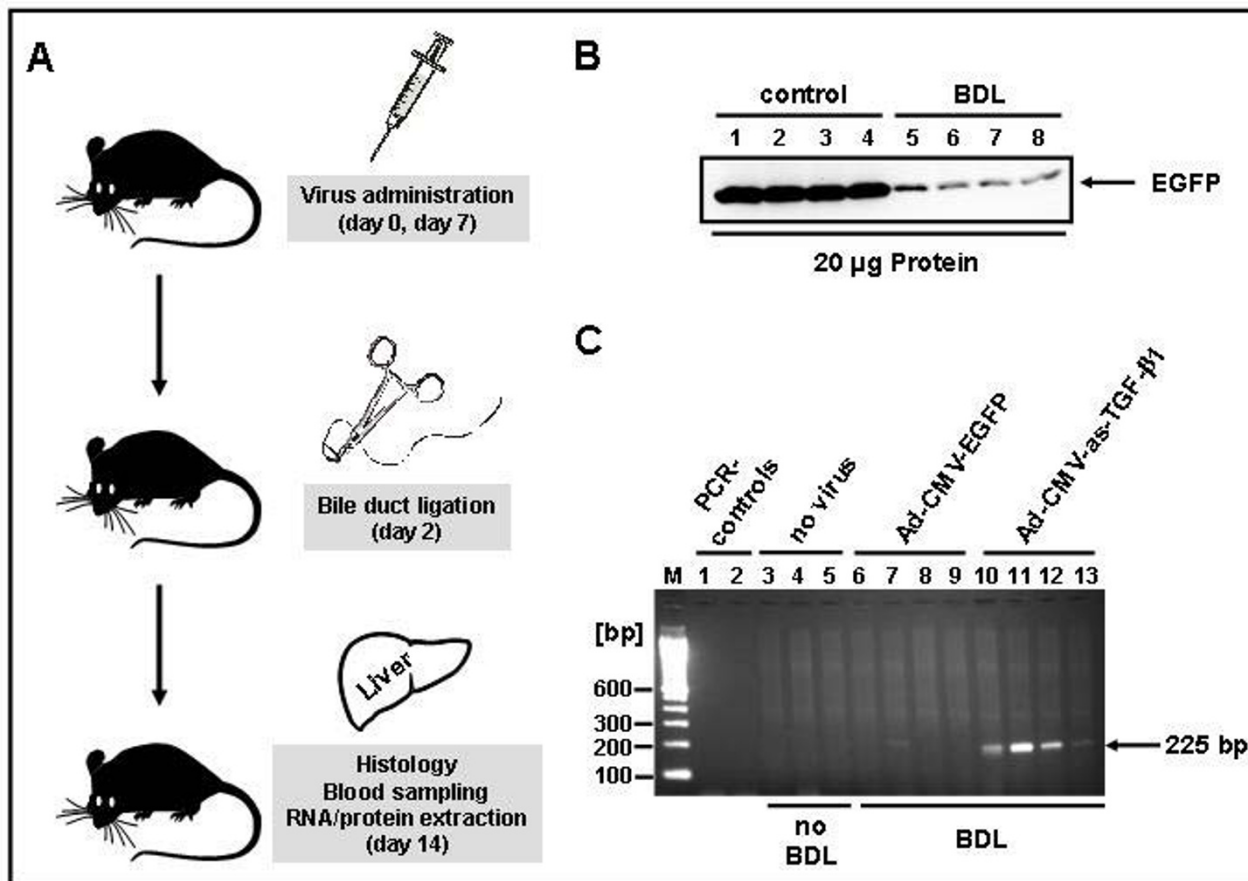 A
Virus administration
(day 0, day 7)
Bile duct ligation
(day 2)
Liver
Histology
Blood sampling
RNA/protein extraction
(day 14)
B
control BDL
1 2 3 4 5 6 7 8
EGFP
20 µg Protein
C
PCR-
controls
no virus
Ad-CMV-EGFP
Ad-CMV-as-TGF-β1
M 1 2 3 4 5 6 7 8 9 10 11 12 13
[bp]
600
300
200
100
225 bp
no
BDL
BDL